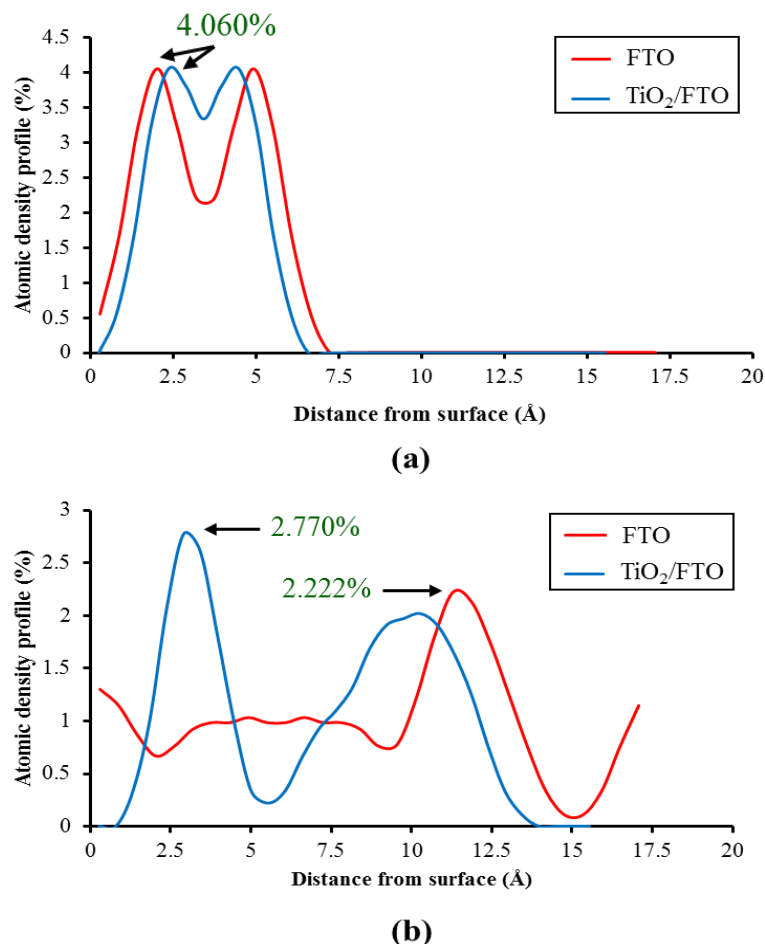 4.060%
4.5
4
3.5
3
2.5
2
1.5
1
0.5
0
Atomic density profile (%)
FTO
TiO₂/FTO
0 2.5 5 7.5 10 12.5 15 17.5 20
Distance from surface (Å)
(a)
3
2.5
2
1.5
1
0.5
0
Atomic density profile (%)
2.770%
2.222%
FTO
TiO₂/FTO
0 2.5 5 7.5 10 12.5 15 17.5 20
Distance from surface (Å)
(b)